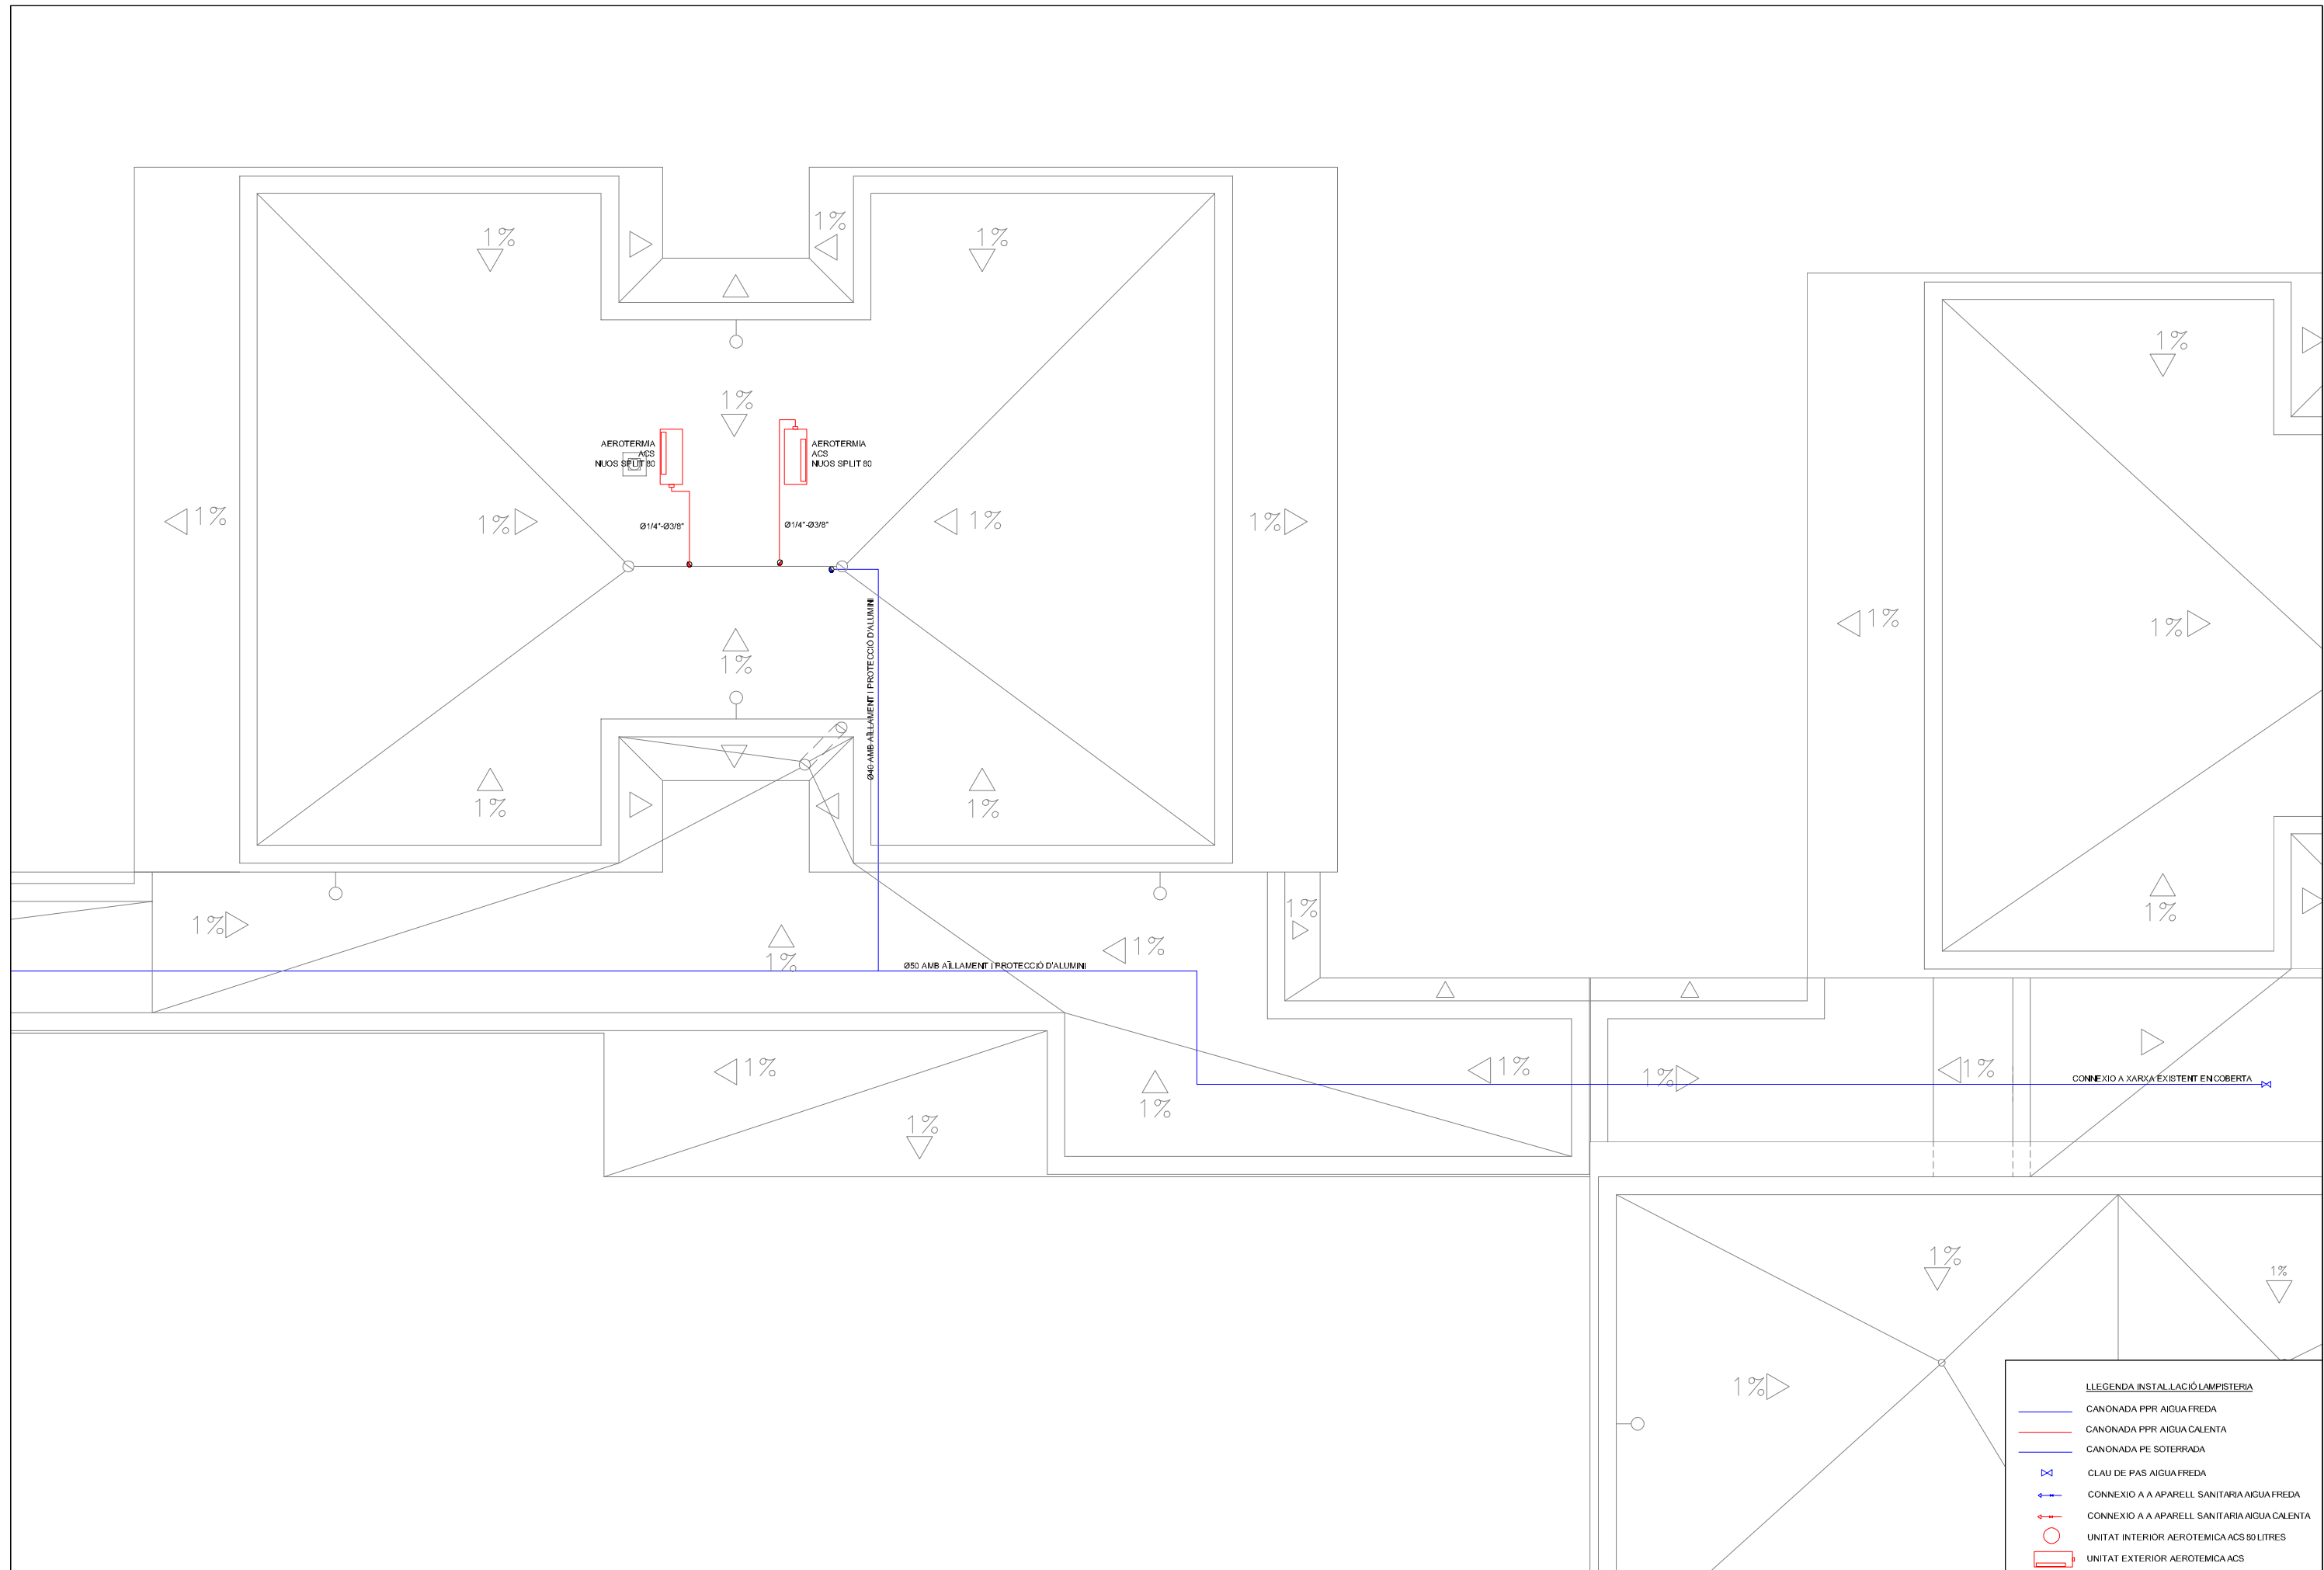 1%
1%
1%
1%
1%
AEROTERMIA
ACS
NIUOS SPLIT 80
AEROTERMIA
ACS
NIUOS SPLIT 80
1%
1%
1%
1%
Ø1/4"-Ø3/8"
Ø1/4"-Ø3/8"
1%
1%
1%
Ø40 AMB AÏLLAMENT I PROTECCIÓ D'ALUMINI
1%
1%
1%
1%
1%
1%
1%
Ø50 AMB AÏLLAMENT I PROTECCIÓ D'ALUMINI
1%
1%
1%
1%
1%
CONNEXIO A XARXA EXISTENT EN COBERTA
1%
1%
1%
1%
1%
LLEGENDA INSTAL.LACIÓ LAMPISTERIA
CANONADA PPR AIGUA FREDA
CANONADA PPR AIGUA CALENTA
CANONADA PE SOTERRADA
CLAU DE PAS AIGUA FREDA
CONNEXIO A A APARELL SANITARIA AIGUA FREDA
CONNEXIO A A APARELL SANITARIA AIGUA CALENTA
UNITAT INTERIOR AEROTEMICA ACS 80 LITRES
UNITAT EXTERIOR AEROTEMICA ACS